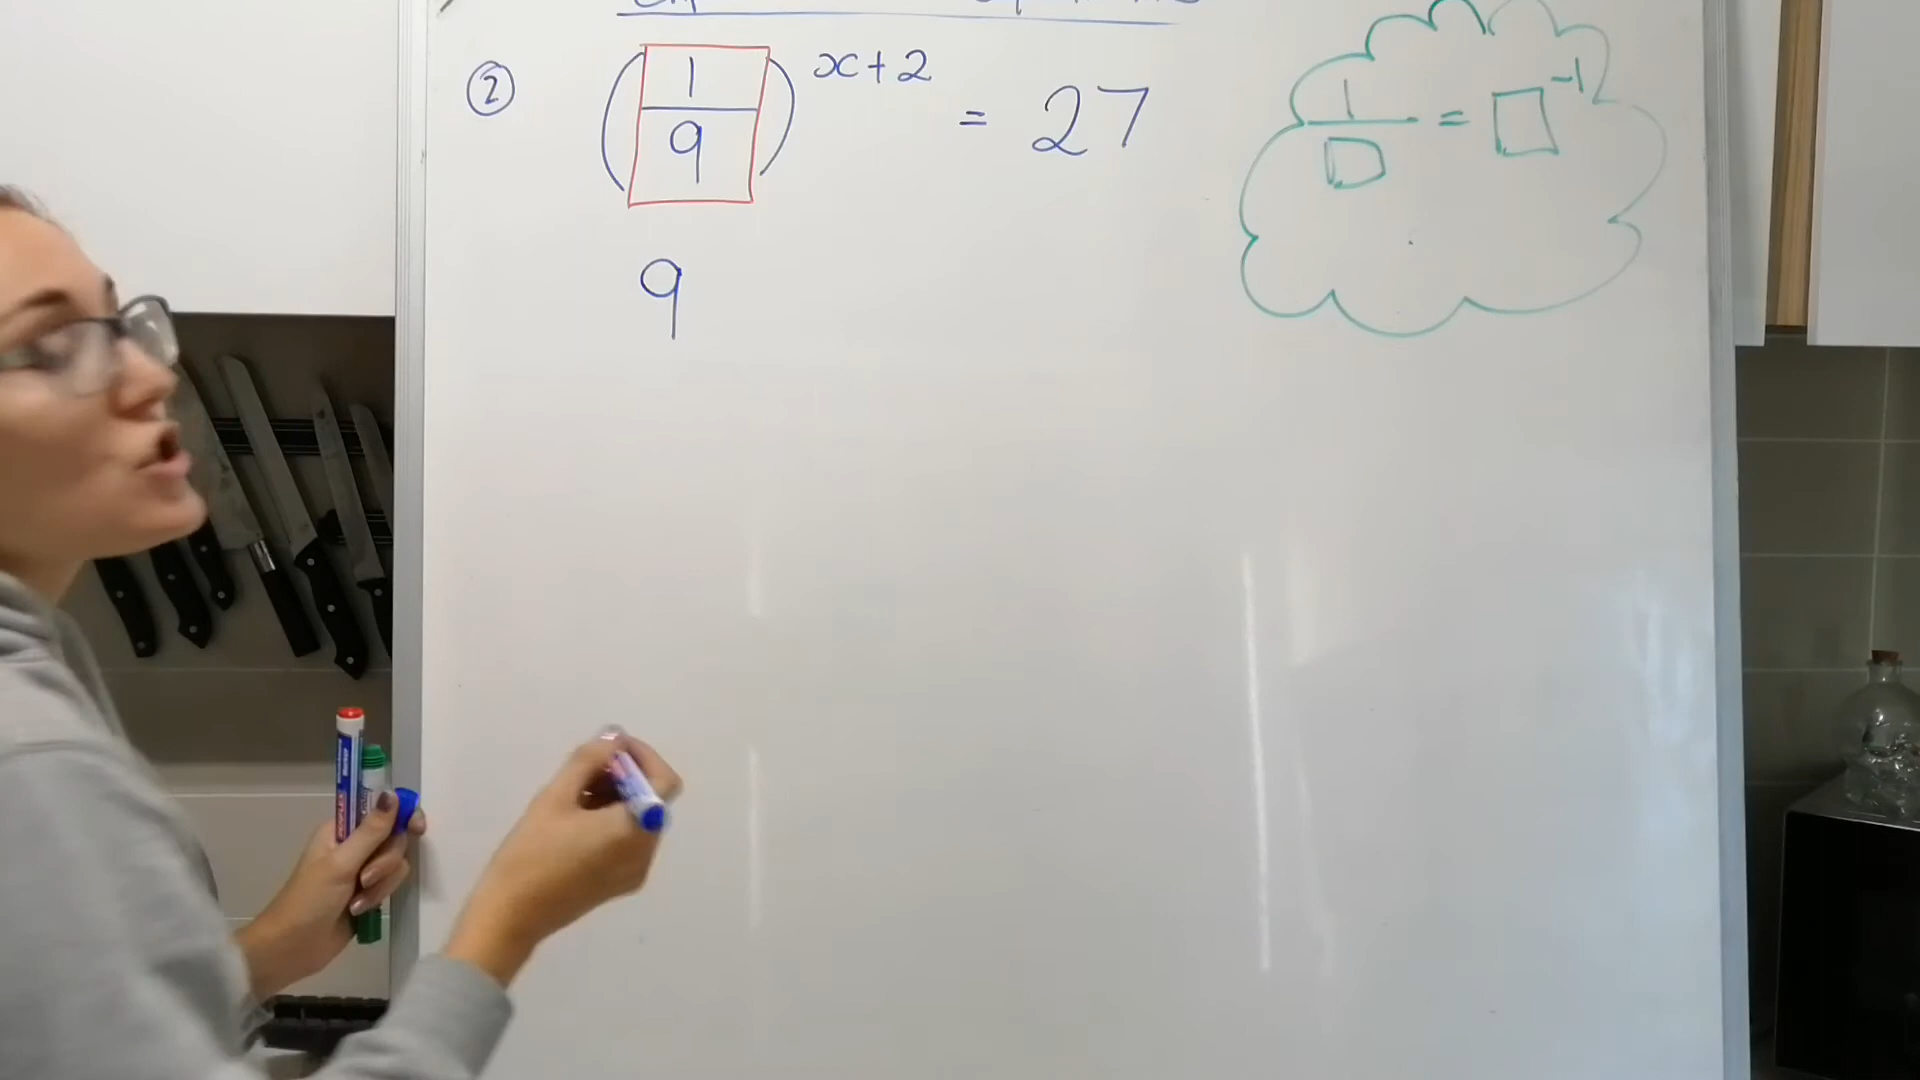 ② (1/9)^(x+2) = 27
1/□ = □^-1
9